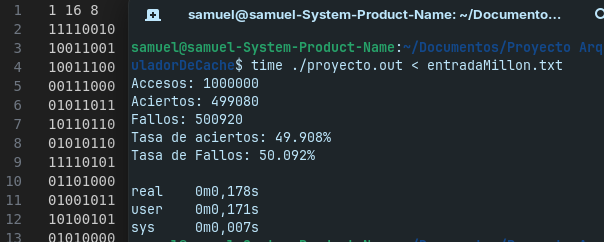 1 1 16 8
2 11110010
3 10011001
4 10011100
5 00111000
6 01011011
7 10110110
8 01010110
9 11110101
10 01101000
11 01001011
12 10100101
13 01010000
samuel@samuel-System-Product-Name: ~/Documento...
samuel@samuel-System-Product-Name:~/Documentos/Proyecto Arq
uladorDeCache$ time ./proyecto.out < entradaMillon.txt
Accesos: 1000000
Aciertos: 499080
Fallos: 500920
Tasa de aciertos: 49.908%
Tasa de Fallos: 50.092%
real 0m0,178s
user 0m0,171s
sys 0m0,007s